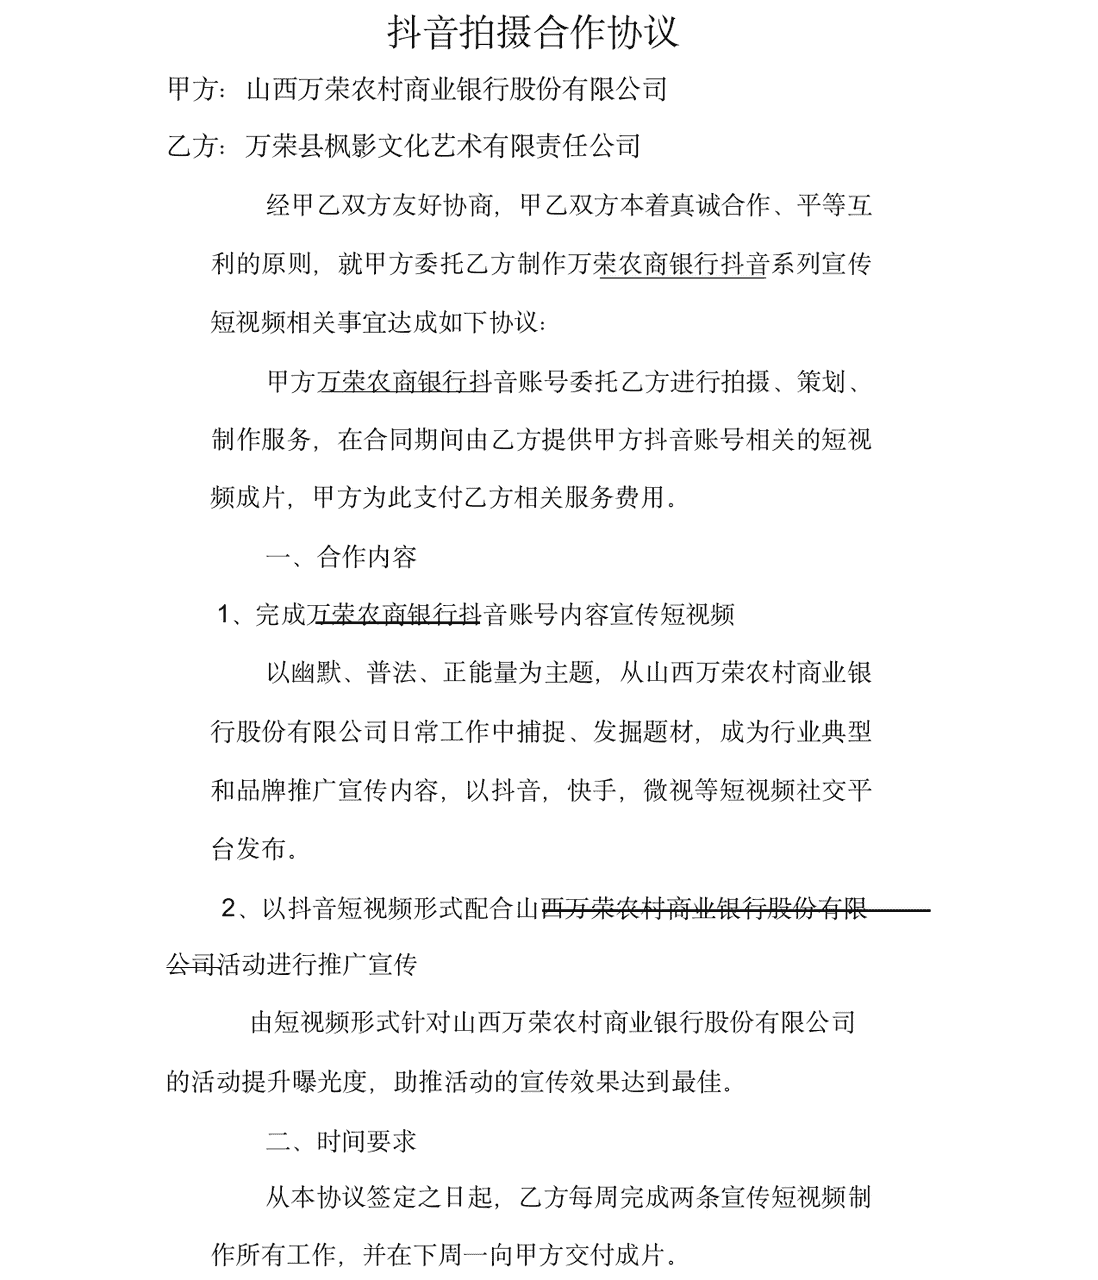 抖音拍摄合作协议
甲方：山西万荣农村商业银行股份有限公司
乙方：万荣县枫影文化艺术有限责任公司
经甲乙双方友好协商，甲乙双方本着真诚合作、平等互
利的原则，就甲方委托乙方制作万荣农商银行抖音系列宣传
短视频相关事宜达成如下协议：
甲方万荣农商银行抖音账号委托乙方进行拍摄、策划、
制作服务，在合同期间由乙方提供甲方抖音账号相关的短视
频成片，甲方为此支付乙方相关服务费用。
一、合作内容
1、完成万荣农商银行抖音账号内容宣传短视频
以幽默、普法、正能量为主题，从山西万荣农村商业银
行股份有限公司日常工作中捕捉、发掘题材，成为行业典型
和品牌推广宣传内容，以抖音，快手，微视等短视频社交平
台发布。
2、以抖音短视频形式配合山西万荣农村商业银行股份有限
公司活动进行推广宣传
由短视频形式针对山西万荣农村商业银行股份有限公司
的活动提升曝光度，助推活动的宣传效果达到最佳。
二、时间要求
从本协议签定之日起，乙方每周完成两条宣传短视频制
作所有工作，并在下周一向甲方交付成片。